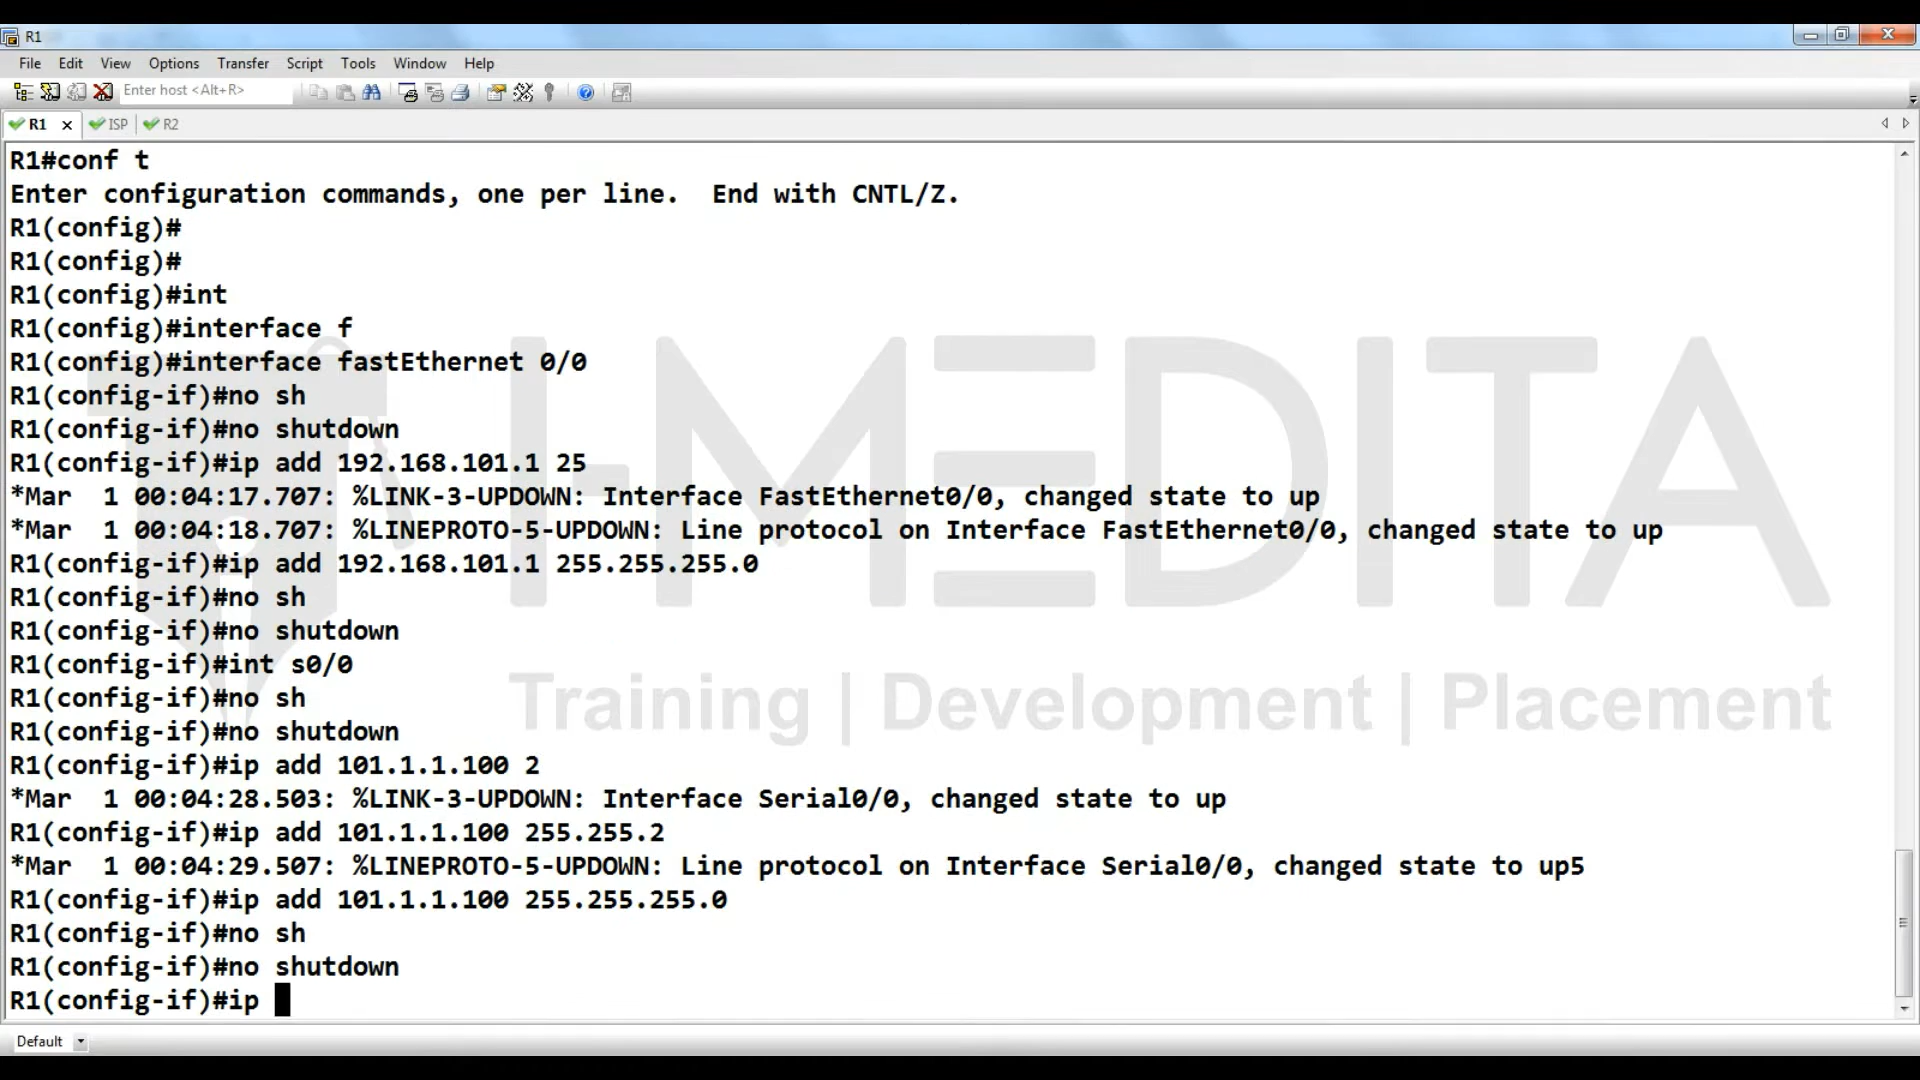 R1
File Edit View Options Transfer Script Tools Window Help
Enter host <Alt+R>
R1 ISP R2
R1#conf t
Enter configuration commands, one per line.  End with CNTL/Z.
R1(config)#
R1(config)#
R1(config)#int
R1(config)#interface f
R1(config)#interface fastEthernet 0/0
R1(config-if)#no sh
R1(config-if)#no shutdown
R1(config-if)#ip add 192.168.101.1 25
*Mar  1 00:04:17.707: %LINK-3-UPDOWN: Interface FastEthernet0/0, changed state to up
*Mar  1 00:04:18.707: %LINEPROTO-5-UPDOWN: Line protocol on Interface FastEthernet0/0, changed state to up
R1(config-if)#ip add 192.168.101.1 255.255.255.0
R1(config-if)#no sh
R1(config-if)#no shutdown
R1(config-if)#int s0/0
R1(config-if)#no sh
R1(config-if)#no shutdown
R1(config-if)#ip add 101.1.1.100 2
*Mar  1 00:04:28.503: %LINK-3-UPDOWN: Interface Serial0/0, changed state to up
R1(config-if)#ip add 101.1.1.100 255.255.2
*Mar  1 00:04:29.507: %LINEPROTO-5-UPDOWN: Line protocol on Interface Serial0/0, changed state to up5
R1(config-if)#ip add 101.1.1.100 255.255.255.0
R1(config-if)#no sh
R1(config-if)#no shutdown
R1(config-if)#ip
I-MEDITA
Training | Development | Placement
Default